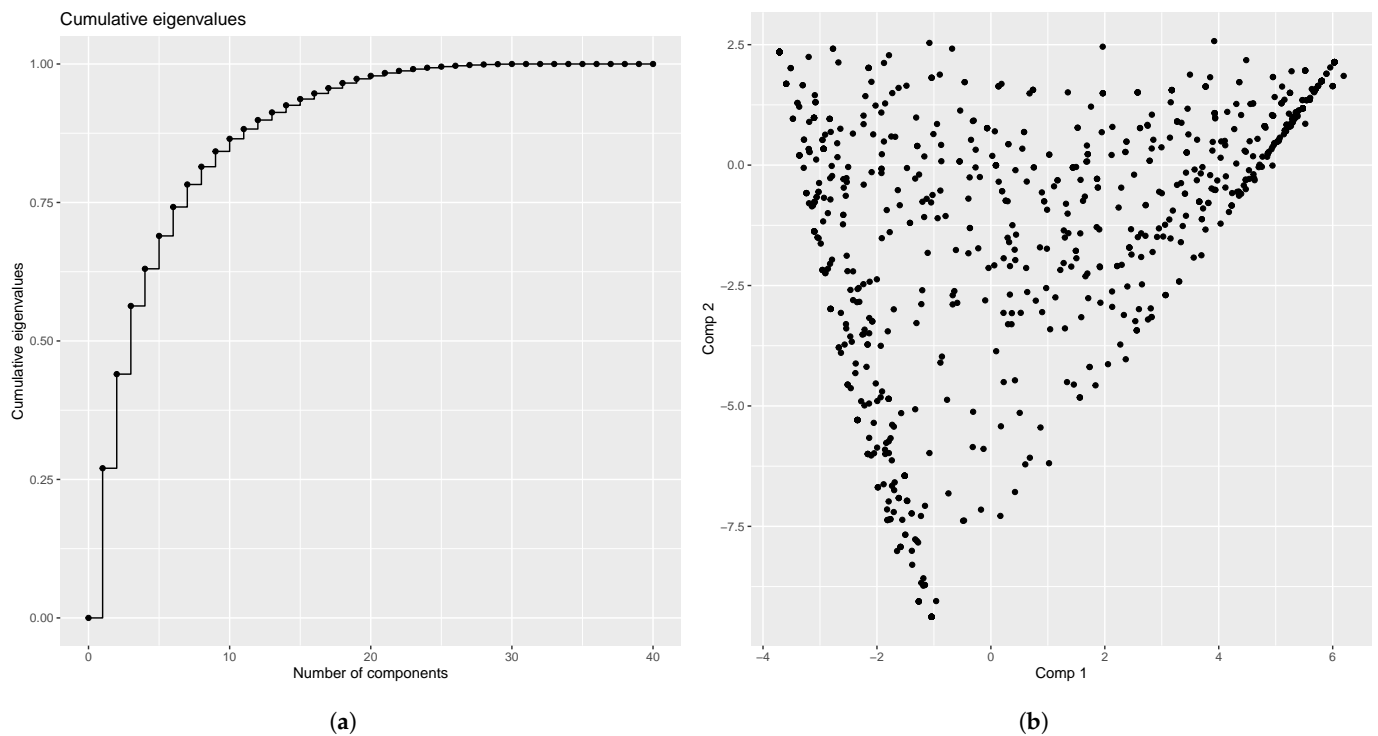 Cumulative eigenvalues
1.00
0.75
0.50
0.25
0.00
Cumulative eigenvalues
0 10 20 30 40
Number of components
(a)
2.5
0.0
−2.5
−5.0
−7.5
Comp 2
−4 −2 0 2 4 6
Comp 1
(b)